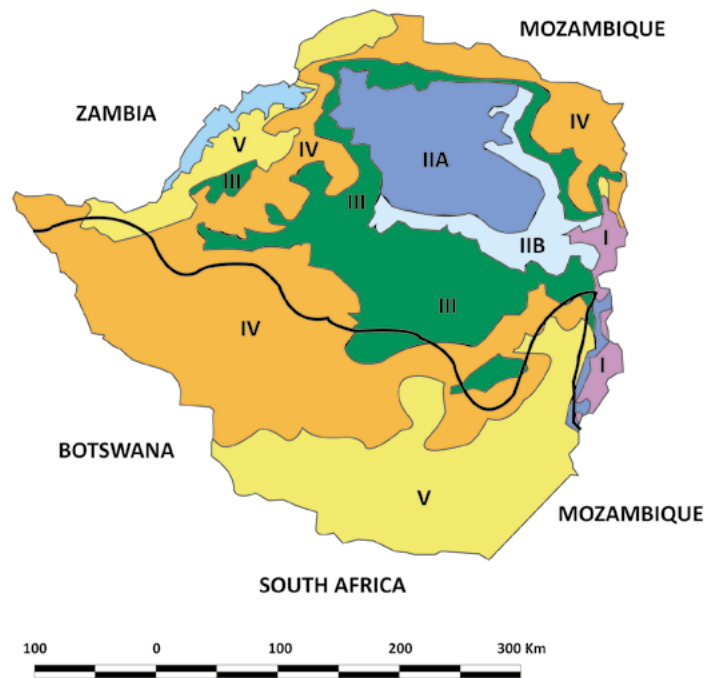 MOZAMBIQUE
ZAMBIA
IV
V
IV
IIA
III
III
I
IIB
III
IV
I
BOTSWANA
V
MOZAMBIQUE
SOUTH AFRICA
100 0 100 200 300 Km